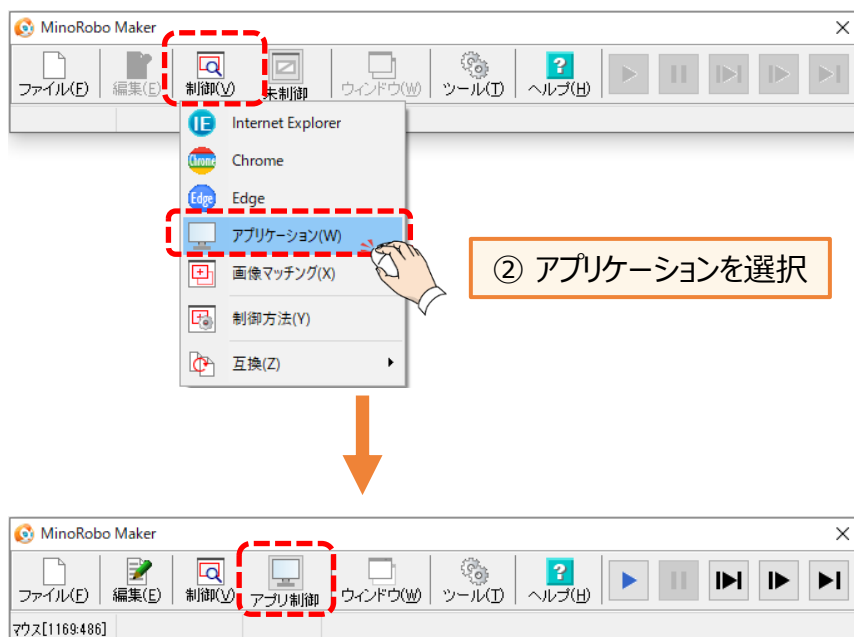 MinoRobo Maker
ファイル(F) 編集(E) 制御(V) 未制御 ウィンドウ(W) ツール(T) ヘルプ(H)
IE Internet Explorer
Chrome Chrome
Edge Edge
アプリケーション(W)
画像マッチング(X)
② アプリケーションを選択
制御方法(Y)
互換(Z)
MinoRobo Maker
ファイル(F) 編集(E) 制御(V) アプリ制御 ウィンドウ(W) ツール(T) ヘルプ(H)
マウス[1169:486]